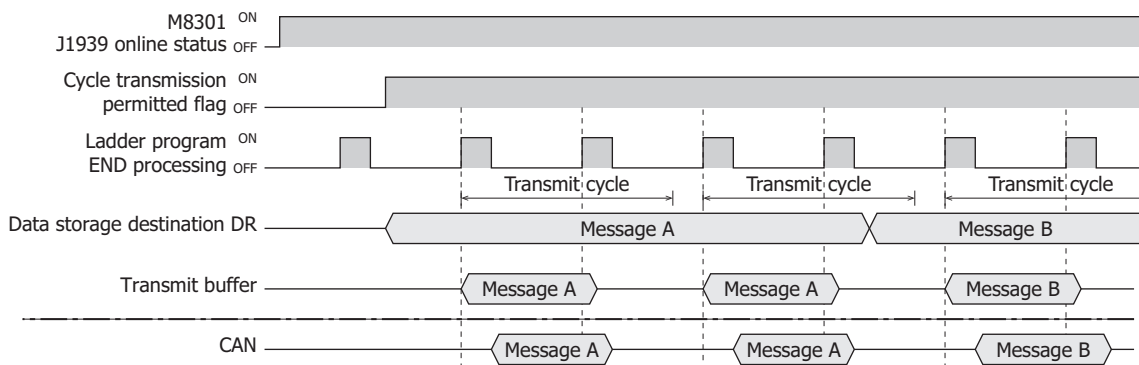 M8301 ON
J1939 online status OFF
Cycle transmission ON
permitted flag OFF
Ladder program ON
END processing OFF
Transmit cycle Transmit cycle Transmit cycle
Data storage destination DR Message A Message B
Transmit buffer Message A Message A Message B
CAN Message A Message A Message B